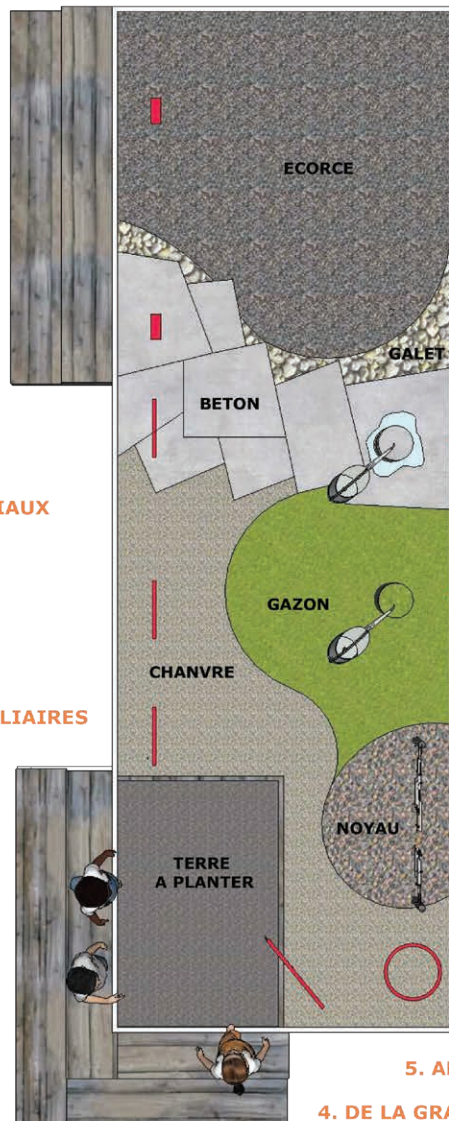 ECORCE
GALET
BETON
IAUX
GAZON
CHANVRE
LIAIRES
NOYAU
TERRE
A PLANTER
5. A
4. DE LA GRA